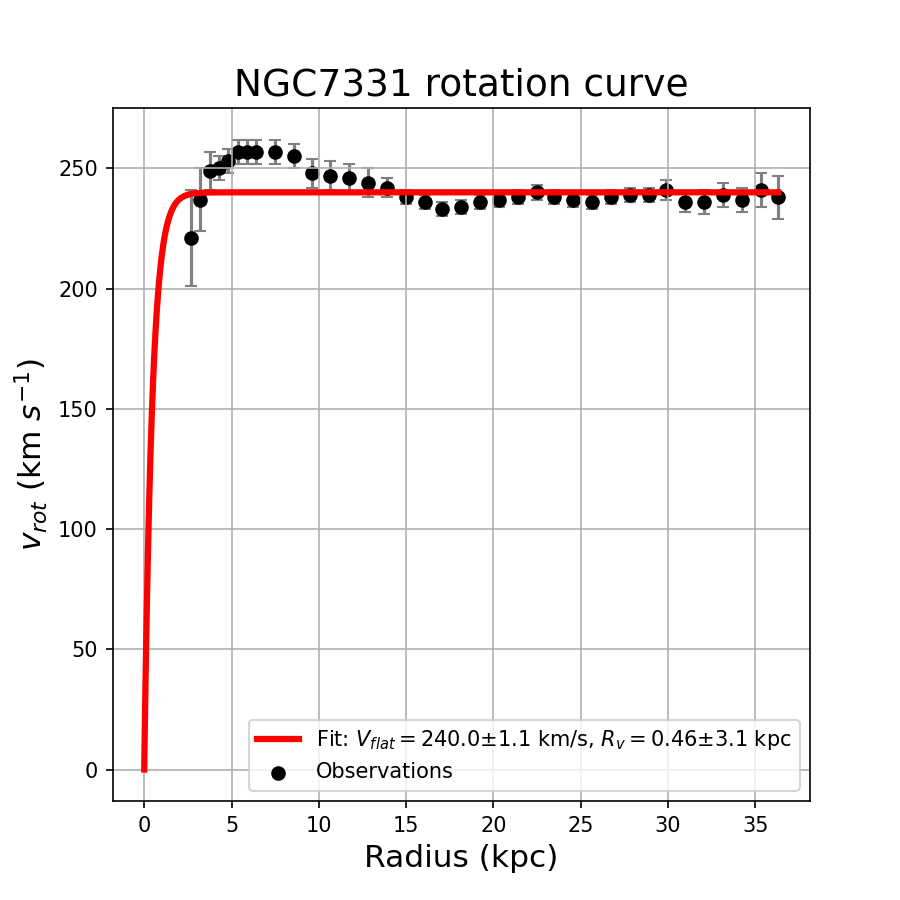 NGC7331 rotation curve
250
200
150
100
50
0
v_rot (km s⁻¹)
Fit: V_flat = 240.0±1.1 km/s, R_v = 0.46±3.1 kpc
Observations
0 5 10 15 20 25 30 35
Radius (kpc)